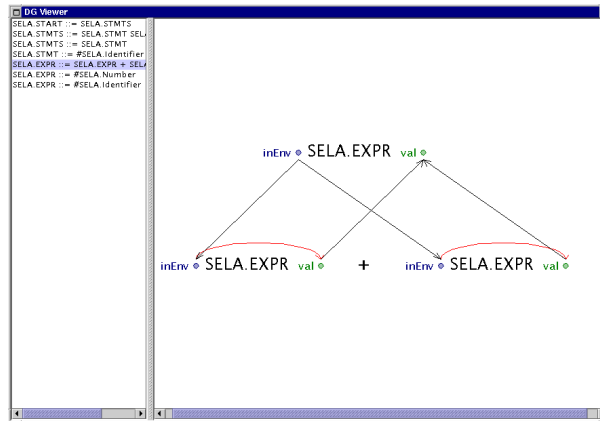 DG Viewer
SELA.START ::= SELA.STMTS
SELA.STMTS ::= SELA.STMT
SELA.STMTS ::= SELA.STMT
SELA.STMT ::= #SELA.Identifier
SELA.EXPR ::= SELA.EXPR +
SELA.EXPR ::= #SELA.Number
SELA.EXPR ::= #SELA.Identifier
inEnv SELA.EXPR val
inEnv SELA.EXPR val + inEnv SELA.EXPR val